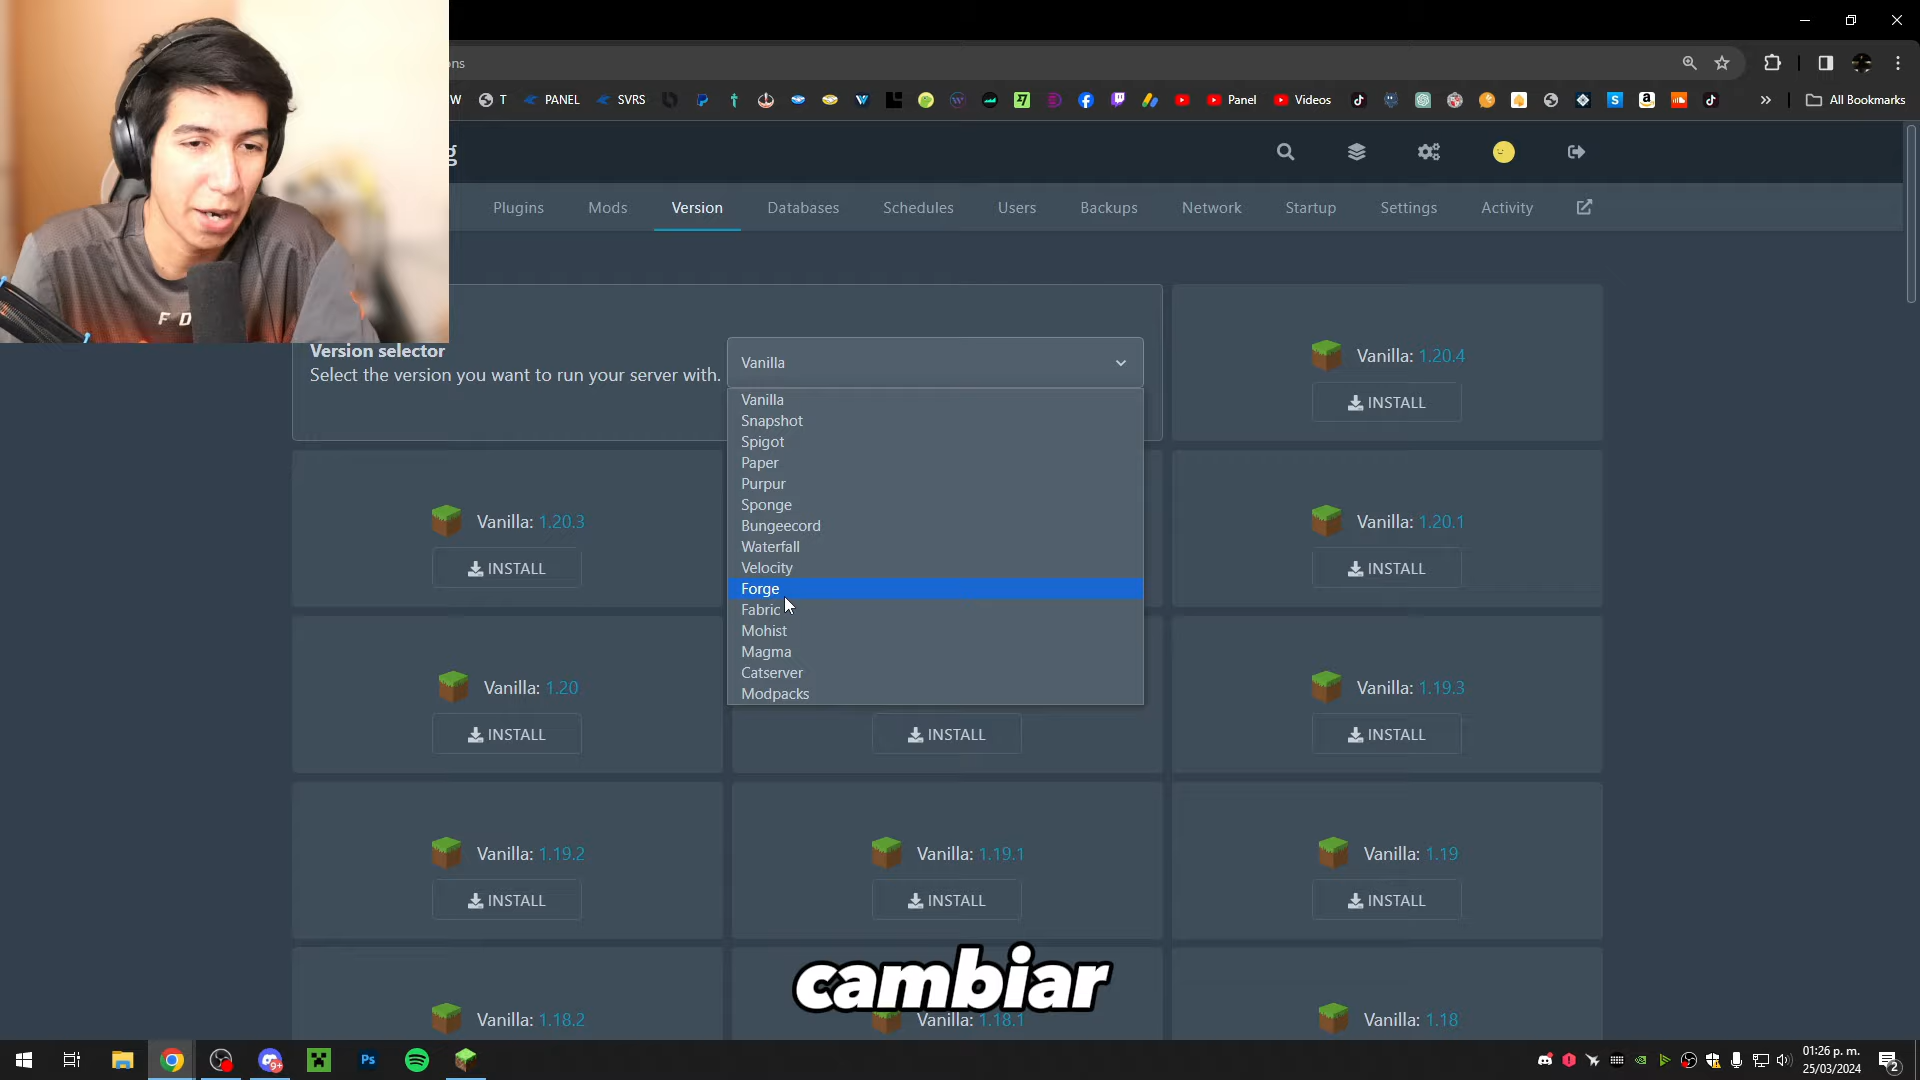 ons
W
T
PANEL
SVRS
Panel
Videos
All Bookmarks
g
Plugins
Mods
Version
Databases
Schedules
Users
Backups
Network
Startup
Settings
Activity
F D
Version selector
Select the version you want to run your server with.
Vanilla
Vanilla
Snapshot
Spigot
Paper
Purpur
Sponge
Bungeecord
Waterfall
Velocity
Forge
Fabric
Mohist
Magma
Catserver
Modpacks
Vanilla: 1.20.4
INSTALL
Vanilla: 1.20.3
INSTALL
Vanilla: 1.20.1
INSTALL
Vanilla: 1.20
INSTALL
INSTALL
Vanilla: 1.19.3
INSTALL
Vanilla: 1.19.2
INSTALL
Vanilla: 1.19.1
INSTALL
Vanilla: 1.19
INSTALL
cambiar
Vanilla: 1.18.2
Vanilla: 1.18.1
Vanilla: 1.18
Ps
9+
01:26 p. m.
25/03/2024
2